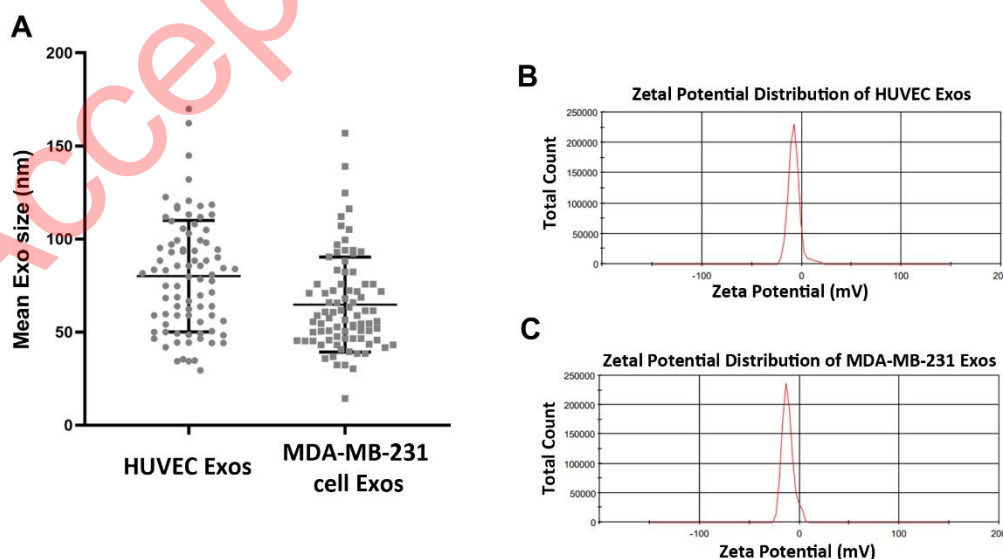 Accep
A
200
150
100
50
0
Mean Exo size (nm)
HUVEC Exos
MDA-MB-231
cell Exos
B
Zetal Potential Distribution of HUVEC Exos
250000
200000
150000
100000
50000
0
Total Count
-100
0
100
200
Zeta Potential (mV)
C
Zetal Potential Distribution of MDA-MB-231 Exos
250000
200000
150000
100000
50000
0
Total Count
-100
0
100
200
Zeta Potential (mV)